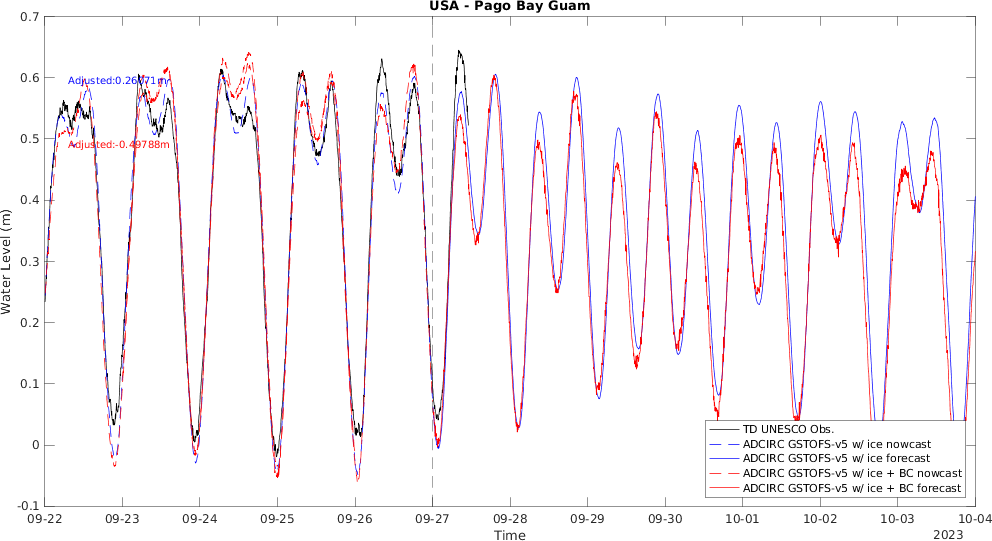 USA - Pago Bay Guam
0.7
0.6
0.5
0.4
0.3
0.2
0.1
0
-0.1
Water Level (m)
Adjusted:0.26771m
Adjusted:-0.49788m
TD UNESCO Obs.
ADCIRC GSTOFS-v5 w/ ice nowcast
ADCIRC GSTOFS-v5 w/ ice forecast
ADCIRC GSTOFS-v5 w/ ice + BC nowcast
ADCIRC GSTOFS-v5 w/ ice + BC forecast
09-22 09-23 09-24 09-25 09-26 09-27 09-28 09-29 09-30 10-01 10-02 10-03 10-04
Time
2023